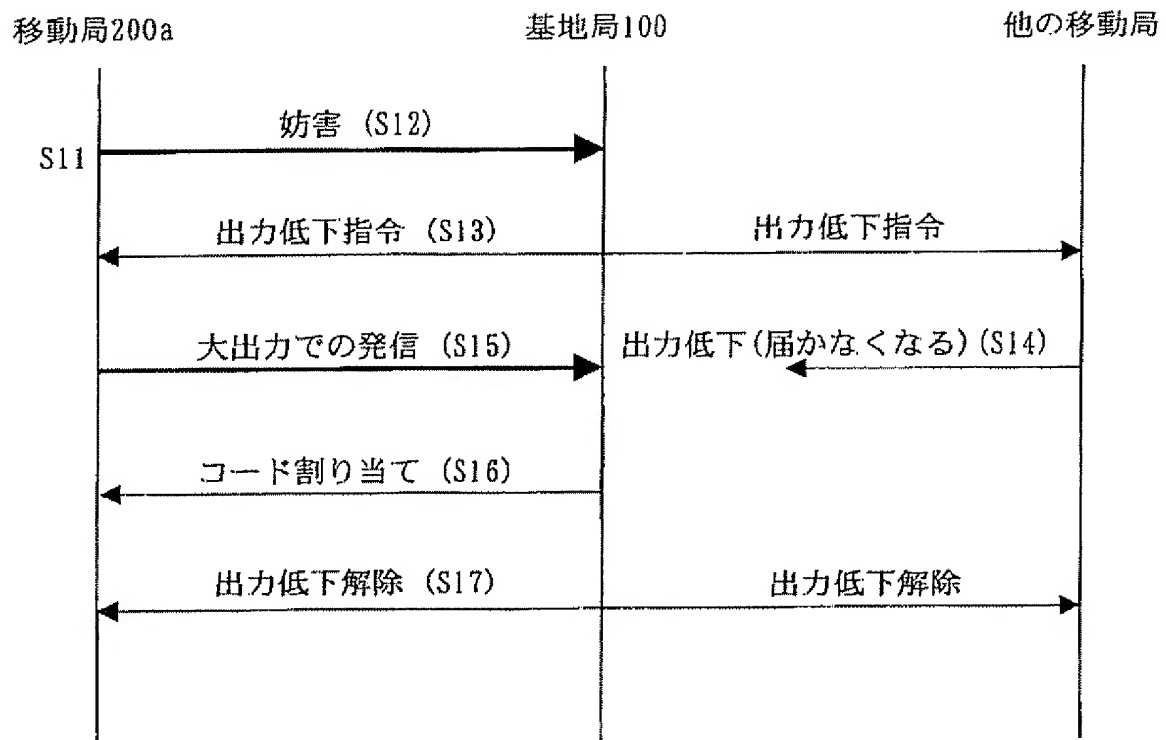 移動局200a
基地局100
他の移動局
妨害 (S12)
S11
出力低下指令 (S13)
出力低下指令
大出力での発信 (S15)
出力低下(届かなくなる)(S14)
コード割り当て (S16)
出力低下解除 (S17)
出力低下解除